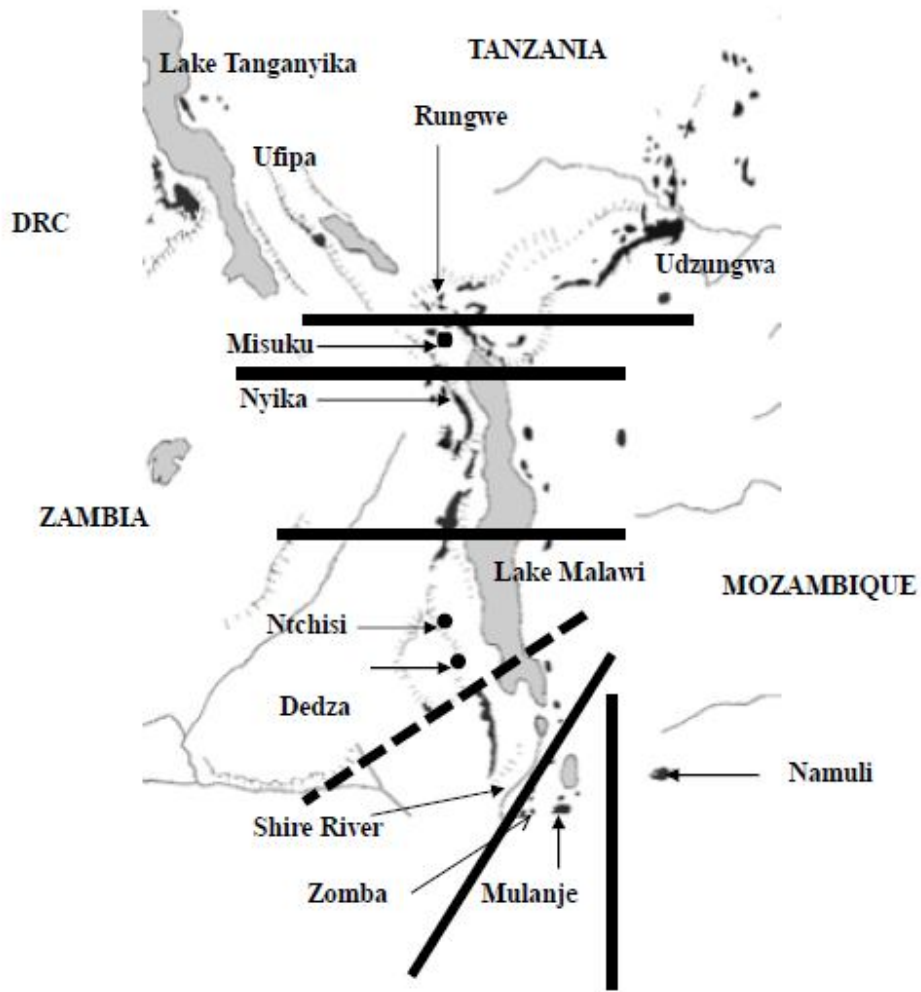 TANZANIA
Lake Tanganyika
Rungwe
Ufipa
DRC
Udzungwa
Misuku
Nyika
ZAMBIA
Lake Malawi
MOZAMBIQUE
Ntchisi
Dedza
Namuli
Shire River
Zomba
Mulanje